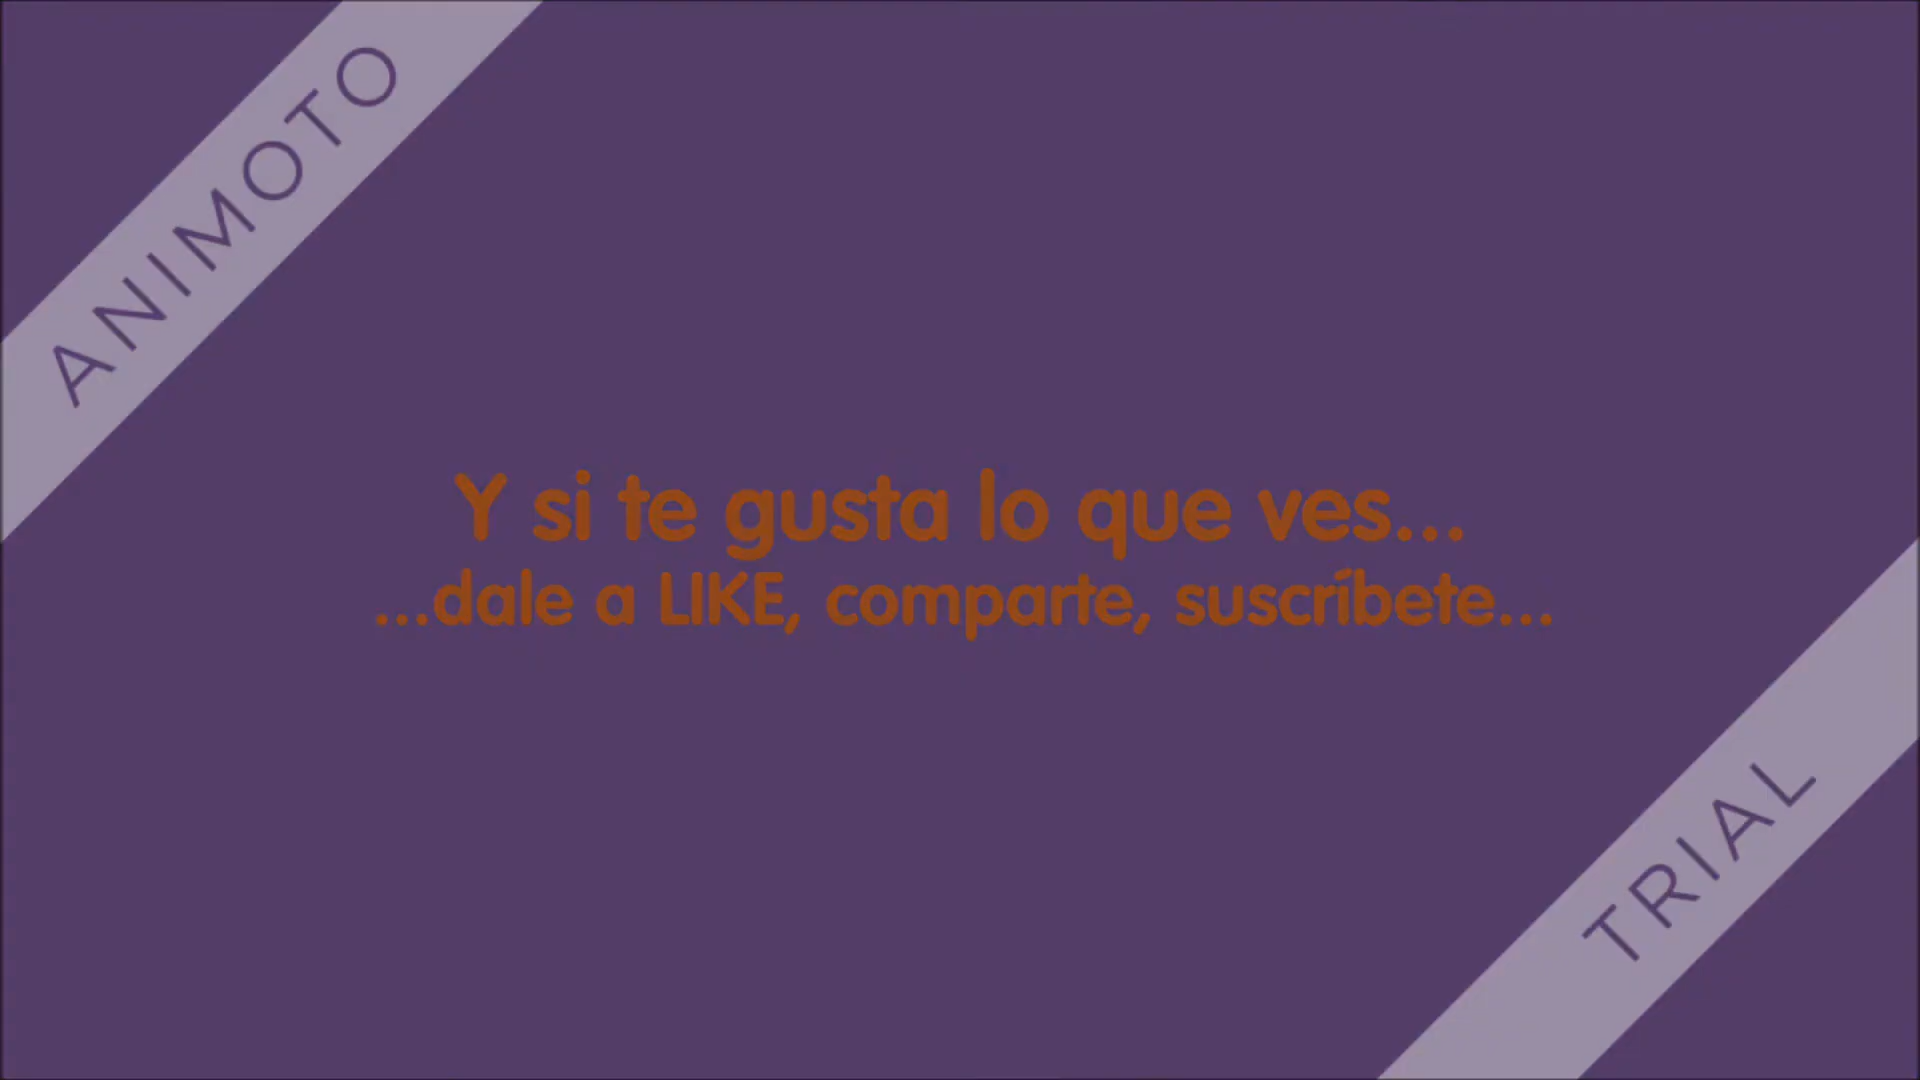 ANIMOTO
Y si te gusta lo que ves...
...dale a LIKE, comparte, suscríbete...
TRIAL